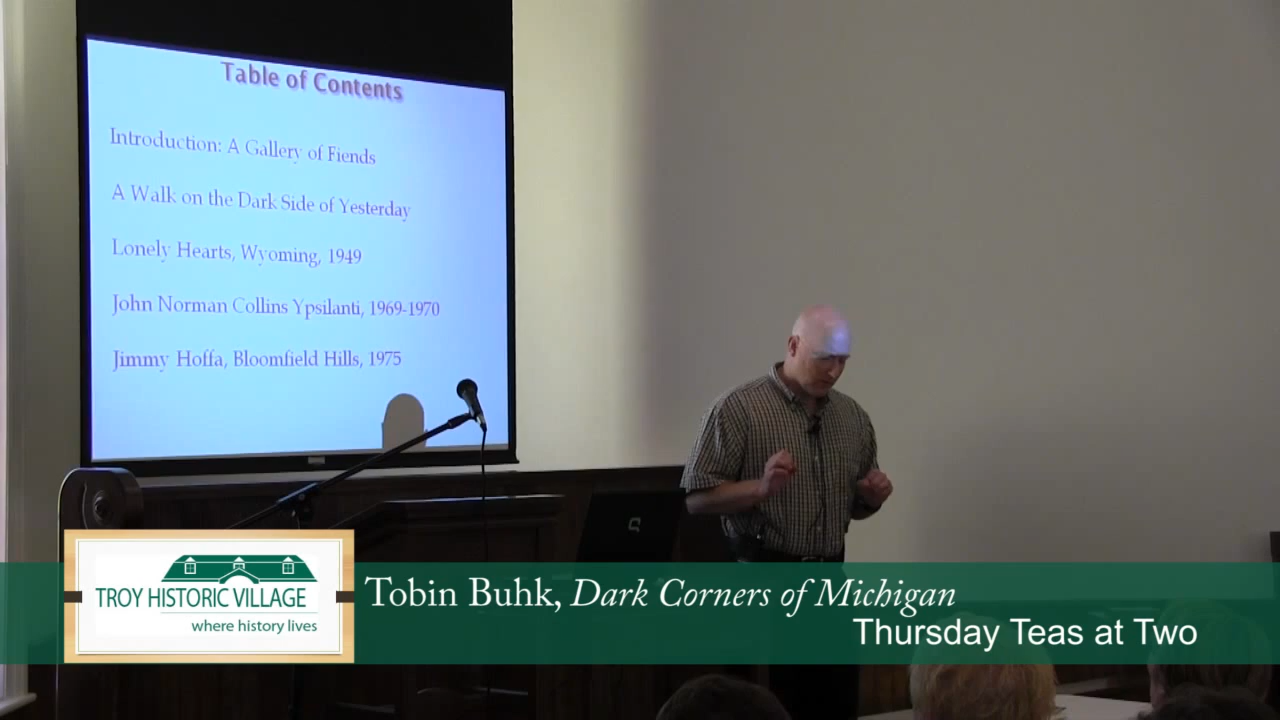 Table of Contents
Introduction: A Gallery of Fiends
A Walk on the Dark Side of Yesterday
Lonely Hearts, Wyoming, 1949
John Norman Collins Ypsilanti, 1969-1970
Jimmy Hoffa, Bloomfield Hills, 1975
TROY HISTORIC VILLAGE
where history lives
Tobin Buhk, Dark Corners of Michigan
Thursday Teas at Two